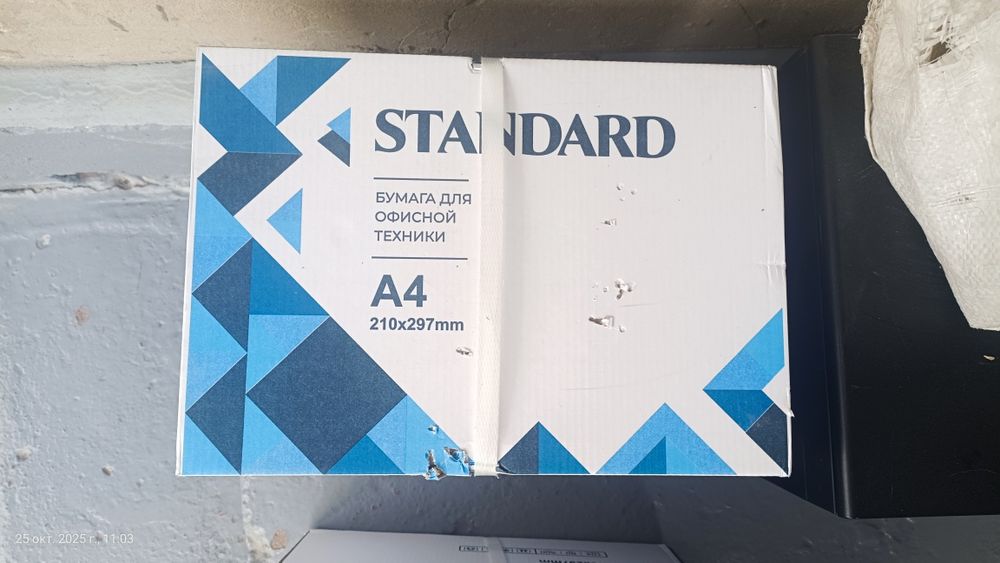 STANDARD
БУМАГА ДЛЯ
ОФИСНОЙ
ТЕХНИКИ
A4
210x297mm
25 окт. 2025 г., 11:03